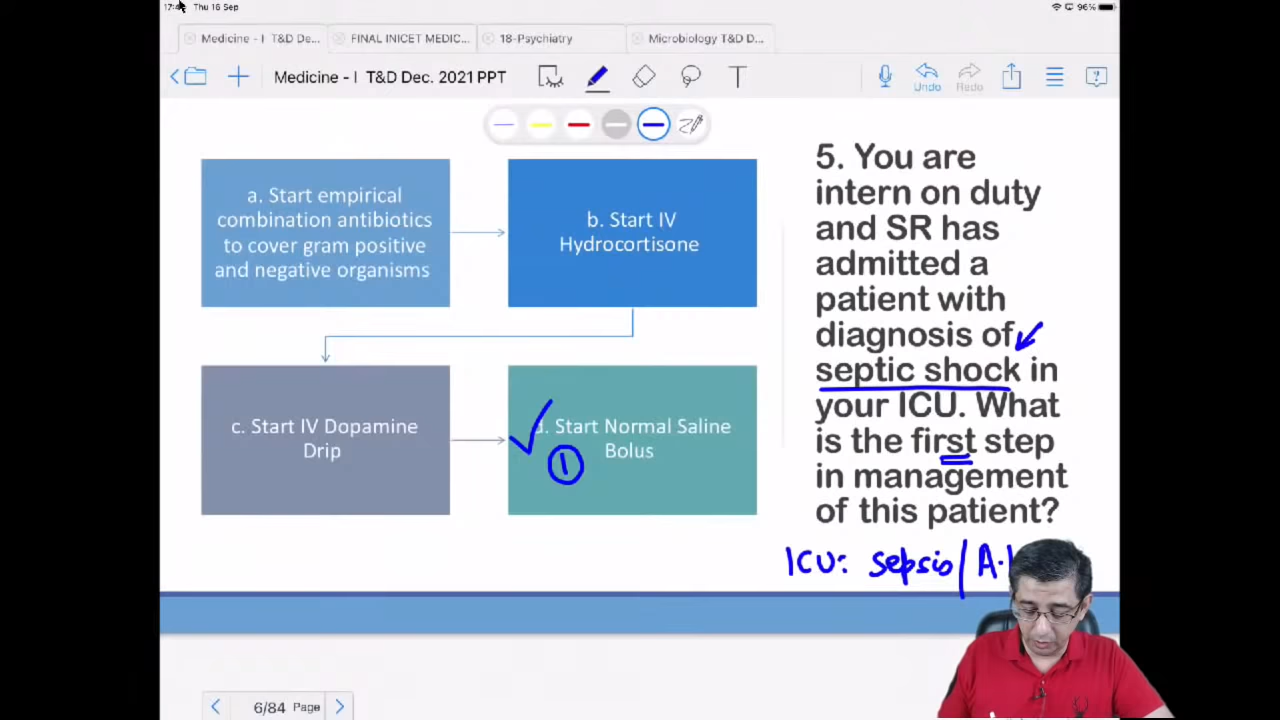 Thu 16 Sep
96%
Medicine - I T&D De...
FINAL INICET MEDIC...
18-Psychiatry
Microbiology T&D D...
Medicine - I T&D Dec. 2021 PPT
T
Undo
Redo
a. Start empirical
combination antibiotics
to cover gram positive
and negative organisms
b. Start IV
Hydrocortisone
c. Start IV Dopamine
Drip
d. Start Normal Saline
Bolus
1
5. You are
intern on duty
and SR has
admitted a
patient with
diagnosis of
septic shock in
your ICU. What
is the first step
in management
of this patient?
ICU: sepsis/A.
6/84 Page